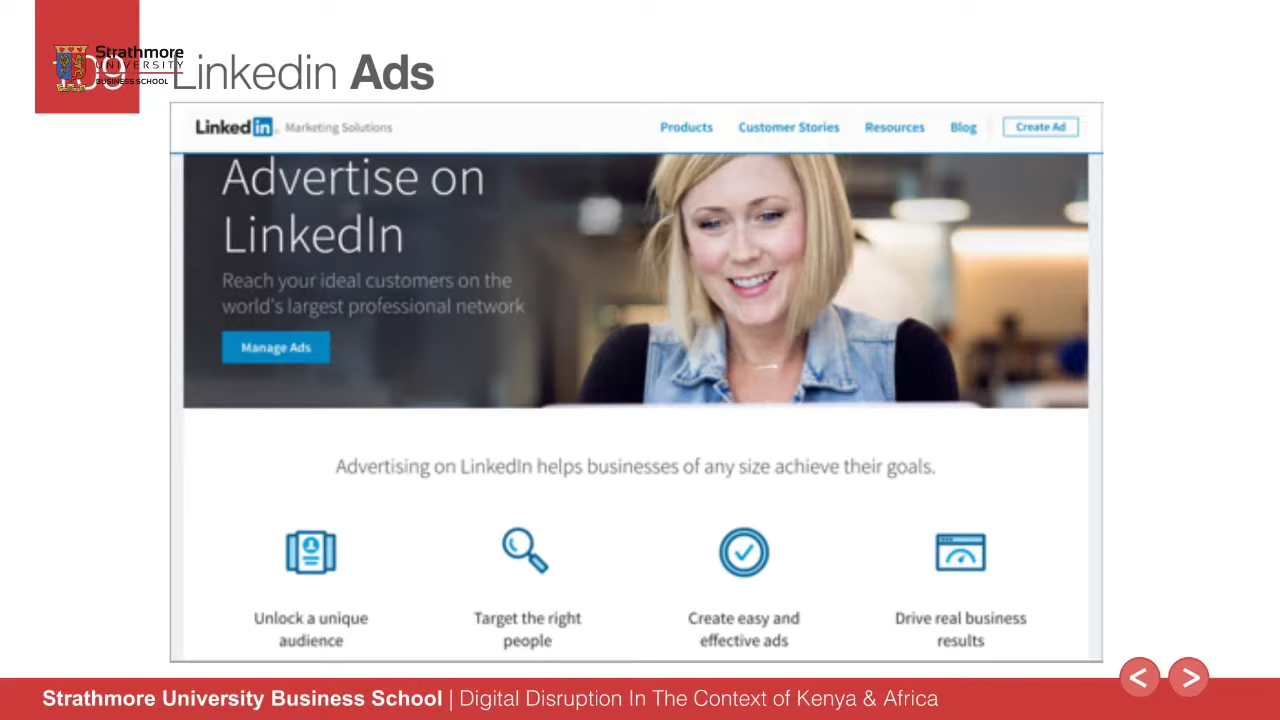 109
Strathmore
UNIVERSITY
BUSINESS SCHOOL
Linkedin Ads
Linked in Marketing Solutions
Products Customer Stories Resources Blog Create Ad
Advertise on
LinkedIn
Reach your ideal customers on the
world's largest professional network
Manage Ads
Advertising on LinkedIn helps businesses of any size achieve their goals.
Unlock a unique
audience
Target the right
people
Create easy and
effective ads
Drive real business
results
Strathmore University Business School | Digital Disruption In The Context of Kenya & Africa